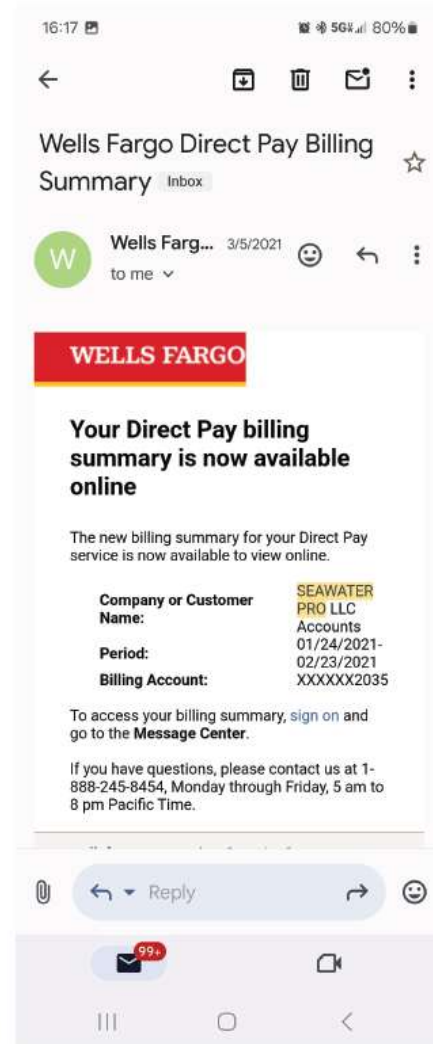 16:17 5G 80%
Wells Fargo Direct Pay Billing
Summary Inbox
W
Wells Farg... 3/5/2021
to me
WELLS FARGO
Your Direct Pay billing
summary is now available
online
The new billing summary for your Direct Pay
service is now available to view online.
Company or Customer
Name:
SEAWATER
PRO LLC
Accounts
Period:
01/24/2021-
02/23/2021
Billing Account:
XXXXXX2035
To access your billing summary, sign on and
go to the Message Center.
If you have questions, please contact us at 1-
888-245-8454, Monday through Friday, 5 am to
8 pm Pacific Time.
Reply
99+